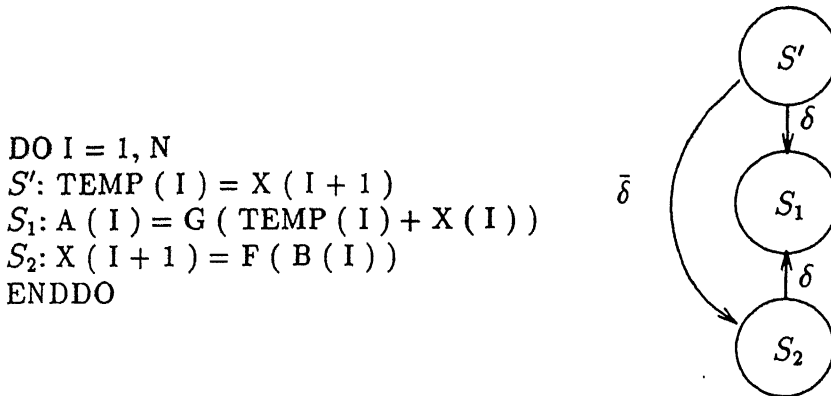 DO I = 1, N
S′: TEMP ( I ) = X ( I + 1 )
S₁: A ( I ) = G ( TEMP ( I ) + X ( I ) )
S₂: X ( I + 1 ) = F ( B ( I ) )
ENDDO
S′
δ
δ̄
S₁
δ
S₂